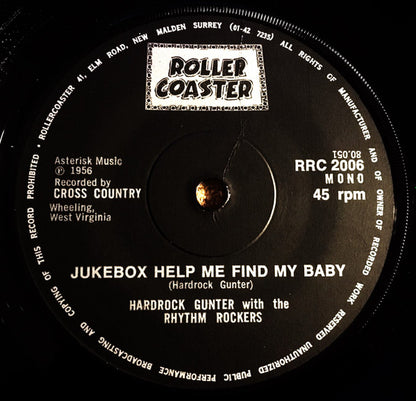 ROLLERCOASTER 41, ELM ROAD, NEW MALDEN SURREY (01-42 7235) ALL RIGHTS OF MANUFACTURER AND OF OWNER OF RECORDED WORK RESERVED UNAUTHORIZED PUBLIC PERFORMANCE BROADCASTING AND COPYING OF THIS RECORD PROHIBITED •
ROLLER
COASTER
Asterisk Music
℗ 1956
Recorded by
CROSS COUNTRY
Wheeling,
West Virginia
80.051
RRC 2006
MONO
45 rpm
JUKEBOX HELP ME FIND MY BABY
(Hardrock Gunter)
HARDROCK GUNTER with the
RHYTHM ROCKERS